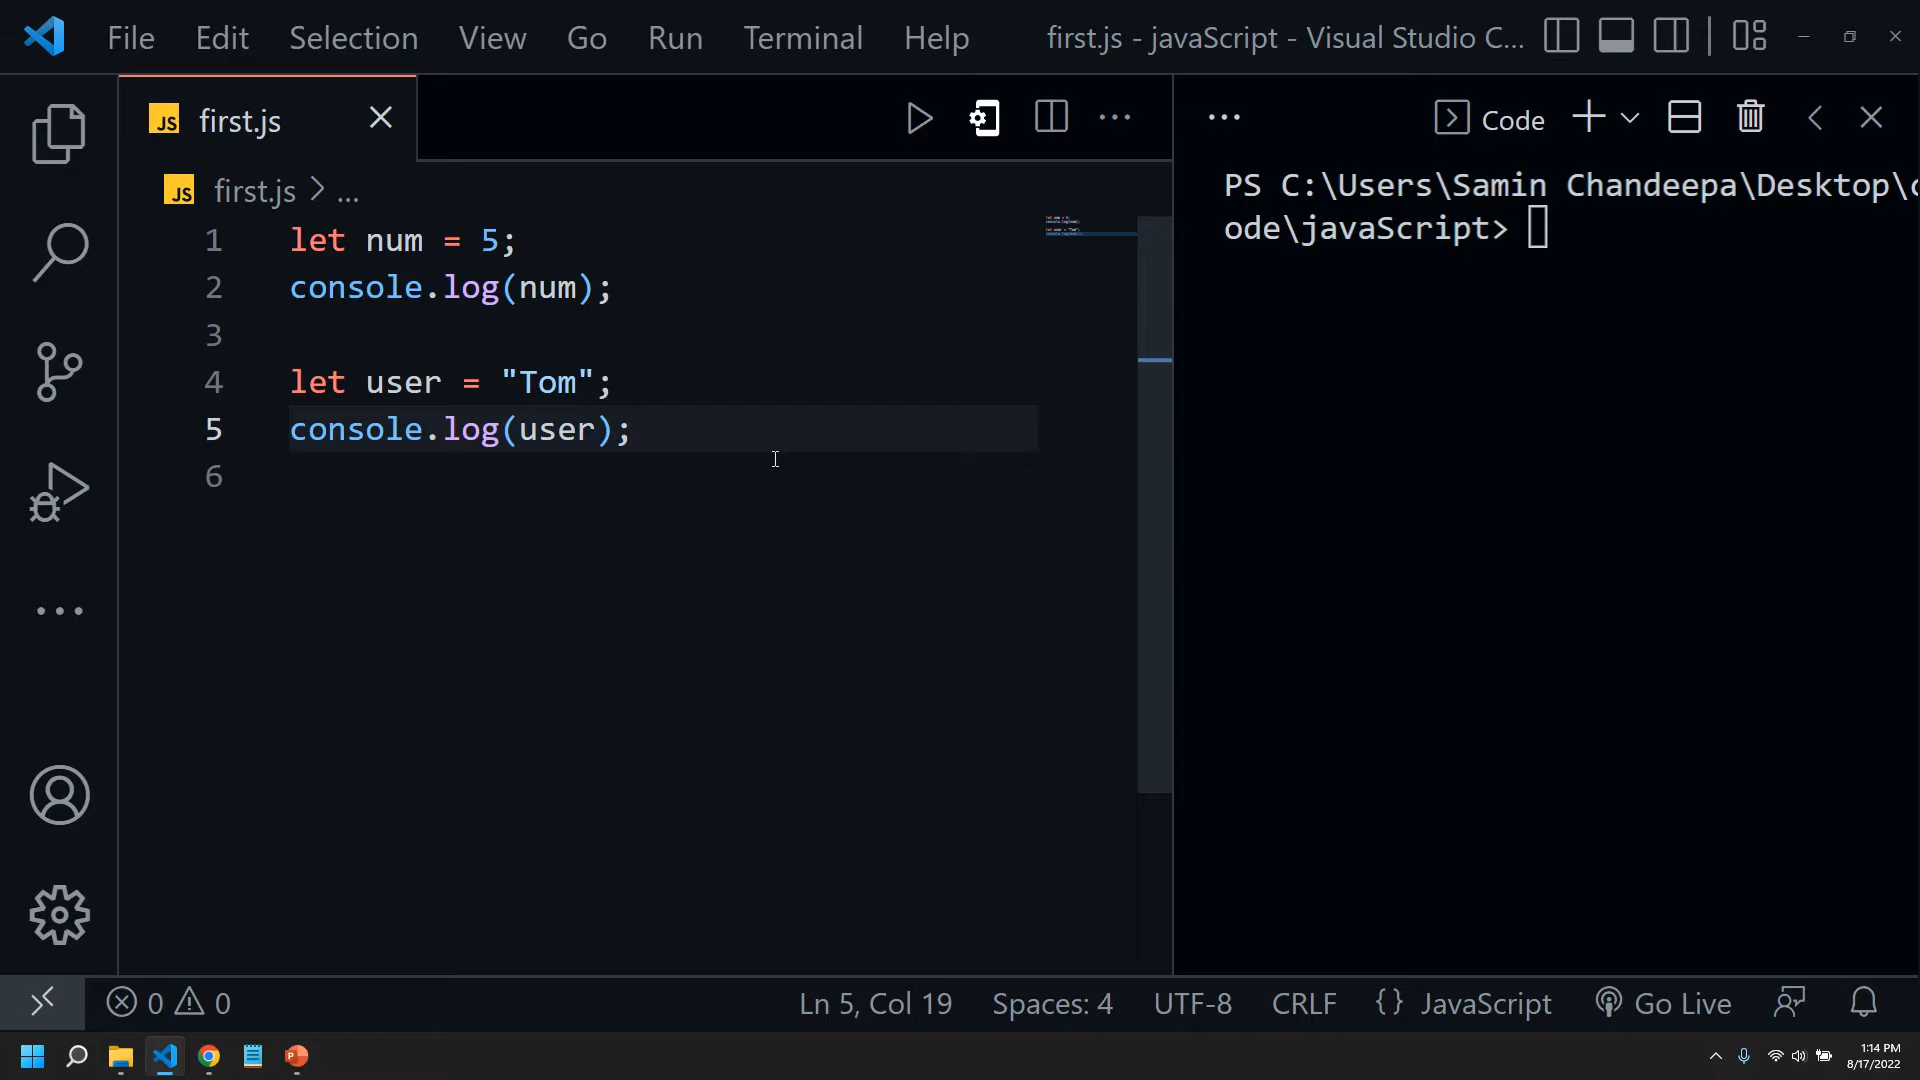 File Edit Selection View Go Run Terminal Help first.js - javaScript - Visual Studio C...
JS first.js
Code
JS first.js > ...
1 let num = 5;
2 console.log(num);
3
4 let user = "Tom";
5 console.log(user);
6
PS C:\Users\Samin Chandeepa\Desktop\c
ode\javaScript>
0 0 Ln 5, Col 19 Spaces: 4 UTF-8 CRLF {} JavaScript Go Live
1:14 PM
8/17/2022